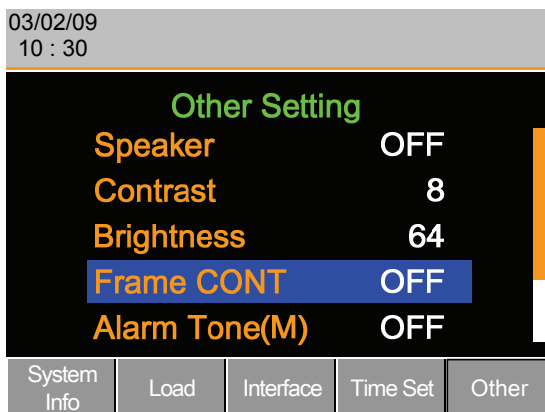 03/02/09
10 : 30
Other Setting
Speaker OFF
Contrast 8
Brightness 64
Frame CONT OFF
Alarm Tone(M) OFF
System Info Load Interface Time Set Other